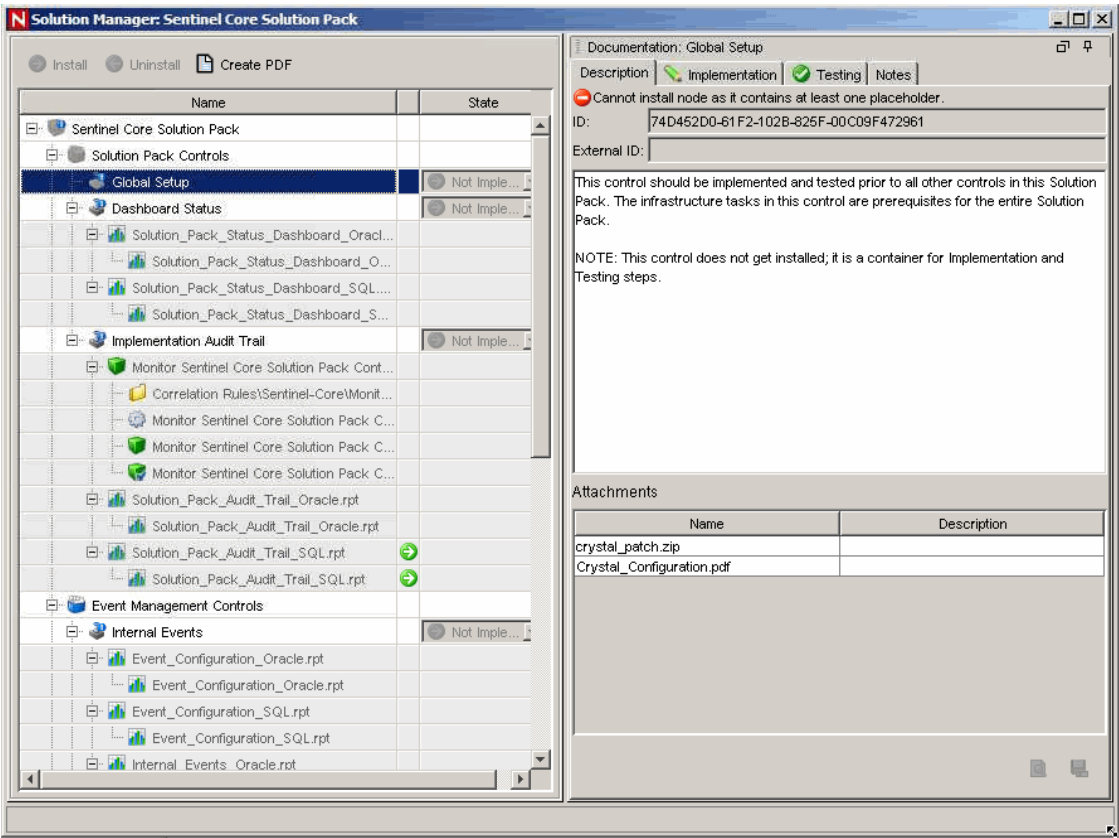 Solution Manager: Sentinel Core Solution Pack
Install Uninstall Create PDF
Name State
Sentinel Core Solution Pack
Solution Pack Controls
Global Setup Not Imple...
Dashboard Status Not Imple...
Solution_Pack_Status_Dashboard_Oracl...
Solution_Pack_Status_Dashboard_O...
Solution_Pack_Status_Dashboard_SQL....
Solution_Pack_Status_Dashboard_S...
Implementation Audit Trail Not Imple...
Monitor Sentinel Core Solution Pack Cont...
Correlation Rules\Sentinel-Core\Monit...
Monitor Sentinel Core Solution Pack C...
Monitor Sentinel Core Solution Pack C...
Monitor Sentinel Core Solution Pack C...
Solution_Pack_Audit_Trail_Oracle.rpt
Solution_Pack_Audit_Trail_Oracle.rpt
Solution_Pack_Audit_Trail_SQL.rpt
Solution_Pack_Audit_Trail_SQL.rpt
Event Management Controls
Internal Events Not Imple...
Event_Configuration_Oracle.rpt
Event_Configuration_Oracle.rpt
Event_Configuration_SQL.rpt
Event_Configuration_SQL.rpt
Internal_Events_Oracle.rpt
Documentation: Global Setup
Description Implementation Testing Notes
Cannot install node as it contains at least one placeholder.
ID: 74D452D0-61F2-102B-825F-00C09F472961
External ID:
This control should be implemented and tested prior to all other controls in this Solution
Pack. The infrastructure tasks in this control are prerequisites for the entire Solution
Pack.
NOTE: This control does not get installed; it is a container for Implementation and
Testing steps.
Attachments
Name Description
crystal_patch.zip
Crystal_Configuration.pdf